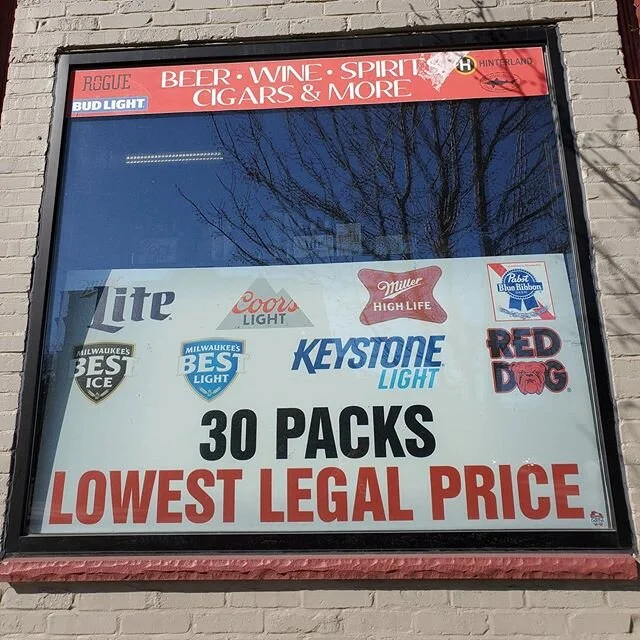 ROGUE
BUD LIGHT
BEER • WINE • SPIRITS
CIGARS & MORE
H HINTERLAND
Lite
Coors
LIGHT
Miller
HIGH LIFE
Pabst
Blue Ribbon
MILWAUKEE'S
BEST
ICE
MILWAUKEE'S
BEST
LIGHT
KEYSTONE
LIGHT
RED
DOG
30 PACKS
LOWEST LEGAL PRICE